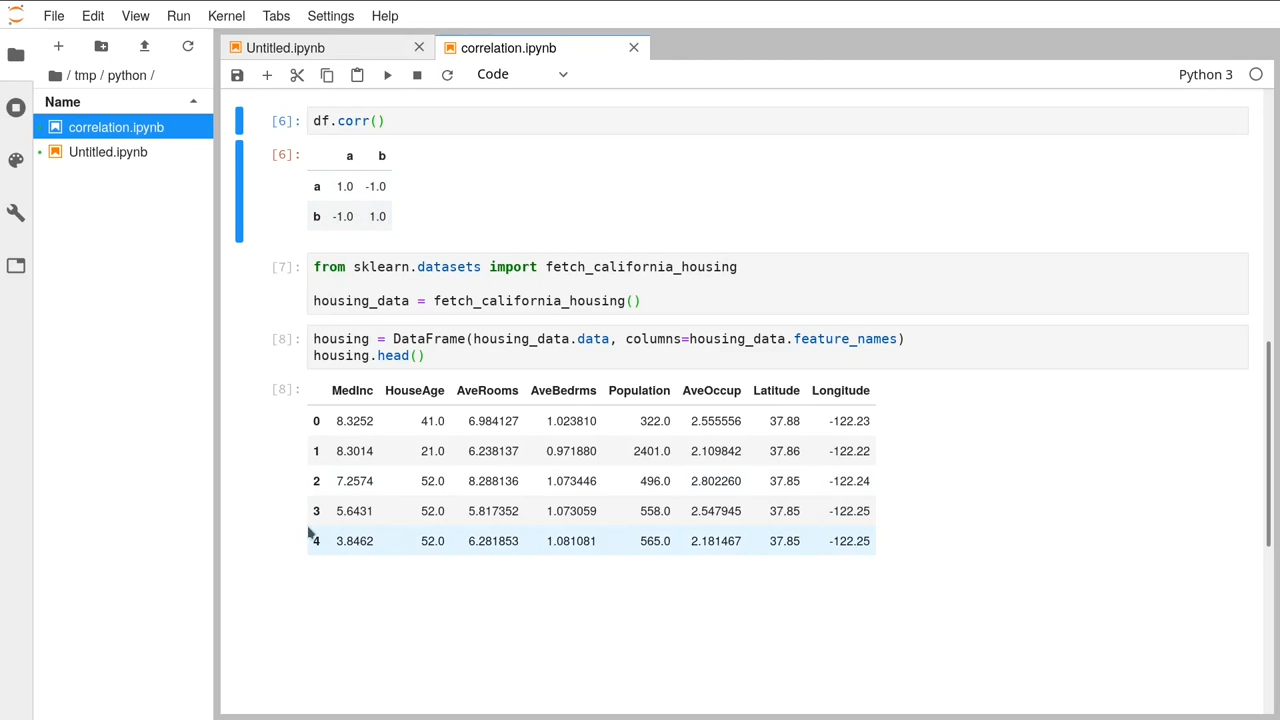 File Edit View Run Kernel Tabs Settings Help
/ tmp / python /
Name
correlation.ipynb
Untitled.ipynb
Untitled.ipynb
correlation.ipynb
Code
Python 3
[6]: df.corr()
[6]: a b
a 1.0 -1.0
b -1.0 1.0
[7]: from sklearn.datasets import fetch_california_housing
housing_data = fetch_california_housing()
[8]: housing = DataFrame(housing_data.data, columns=housing_data.feature_names)
housing.head()
[8]: MedInc HouseAge AveRooms AveBedrms Population AveOccup Latitude Longitude
0 8.3252 41.0 6.984127 1.023810 322.0 2.555556 37.88 -122.23
1 8.3014 21.0 6.238137 0.971880 2401.0 2.109842 37.86 -122.22
2 7.2574 52.0 8.288136 1.073446 496.0 2.802260 37.85 -122.24
3 5.6431 52.0 5.817352 1.073059 558.0 2.547945 37.85 -122.25
4 3.8462 52.0 6.281853 1.081081 565.0 2.181467 37.85 -122.25